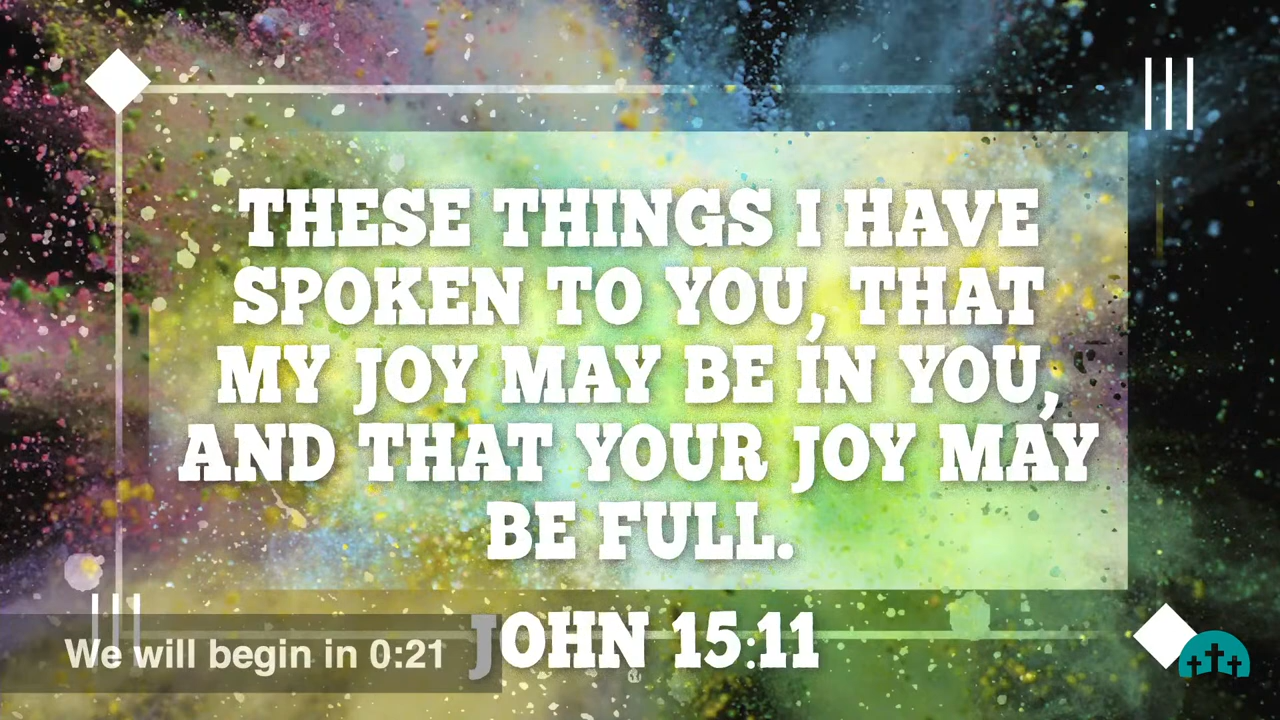 THESE THINGS I HAVE
SPOKEN TO YOU, THAT
MY JOY MAY BE IN YOU,
AND THAT YOUR JOY MAY
BE FULL.
JOHN 15:11
We will begin in 0:21